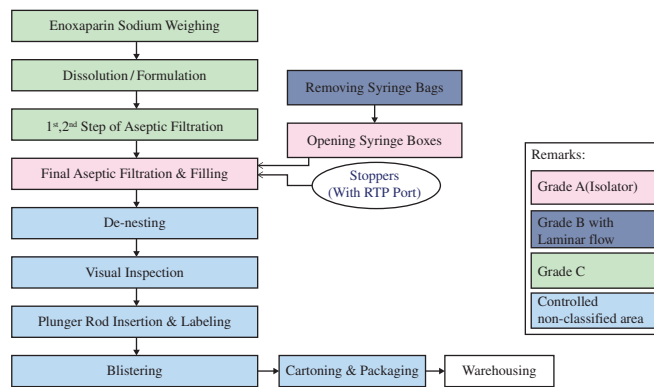 Enoxaparin Sodium Weighing
Dissolution / Formulation
1st,2nd Step of Aseptic Filtration
Final Aseptic Filtration & Filling
De-nesting
Visual Inspection
Plunger Rod Insertion & Labeling
Blistering
Cartoning & Packaging
Warehousing
Removing Syringe Bags
Opening Syringe Boxes
Stoppers
(With RTP Port)
Remarks:
Grade A(Isolator)
Grade B with
Laminar flow
Grade C
Controlled
non-classified area